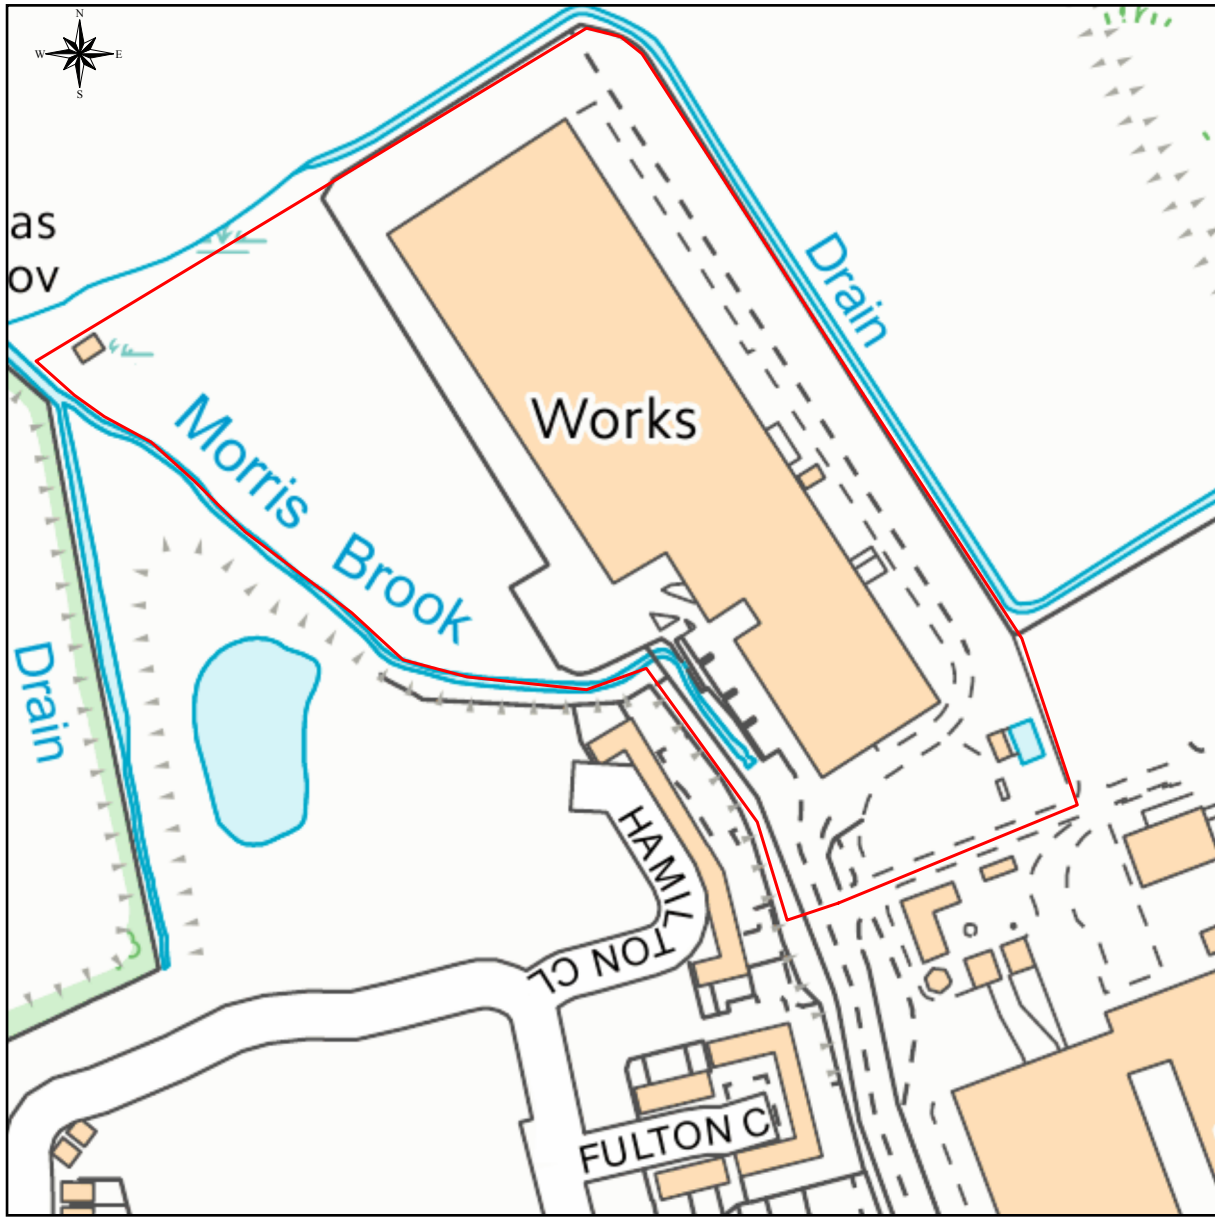 N
W E
S
as
ov
Drain
Works
Morris Brook
Drain
HAMILTON CL
FULTON C